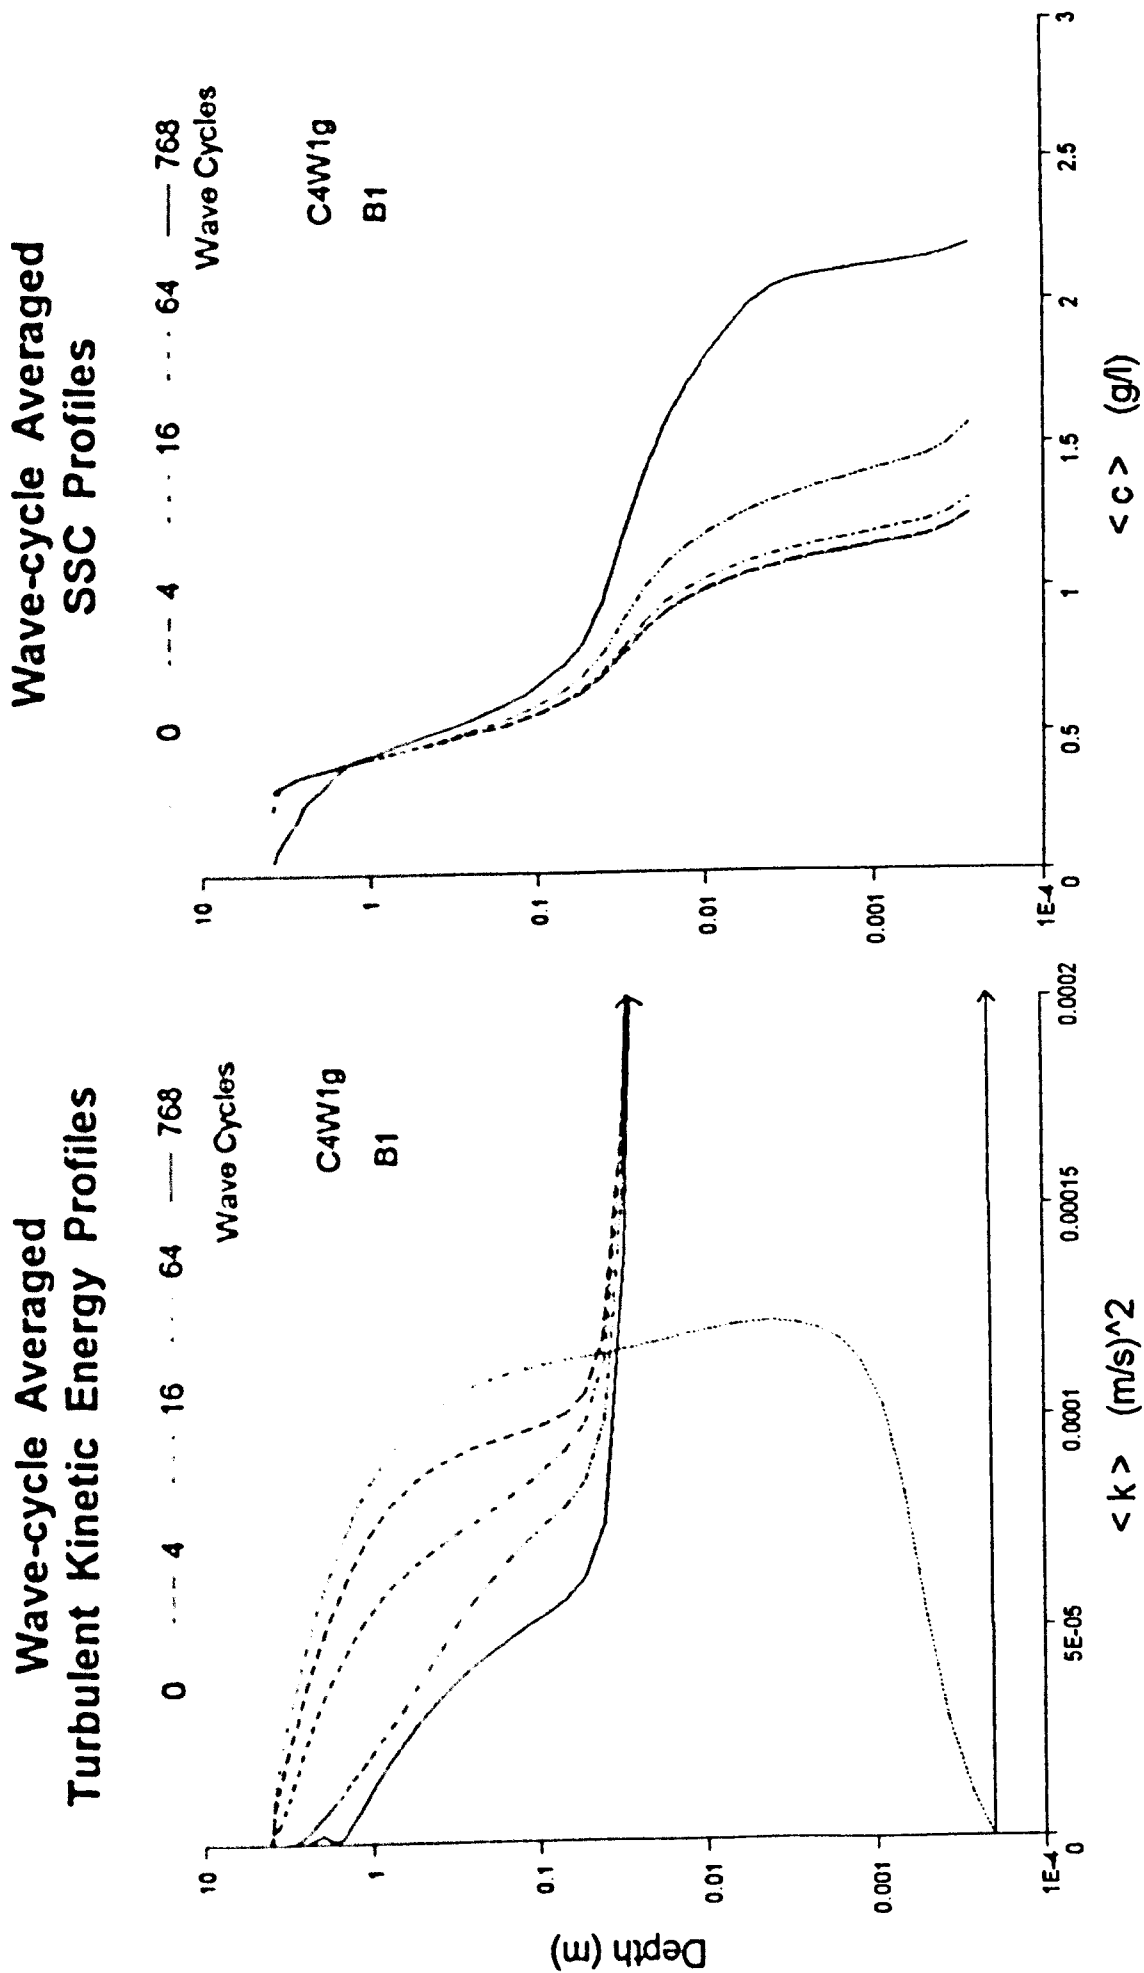 Wave-cycle Averaged
Turbulent Kinetic Energy Profiles
0 4 16 64 768
Wave Cycles
C4W1g
B1
Depth (m)
10
1
0.1
0.01
0.001
1E-4
0 5E-05 0.0001 0.00015 0.0002
< k > (m/s)^2
Wave-cycle Averaged
SSC Profiles
0 4 16 64 768
Wave Cycles
C4W1g
B1
10
1
0.1
0.01
0.001
1E-4
0 0.5 1 1.5 2 2.5 3
< c > (g/l)